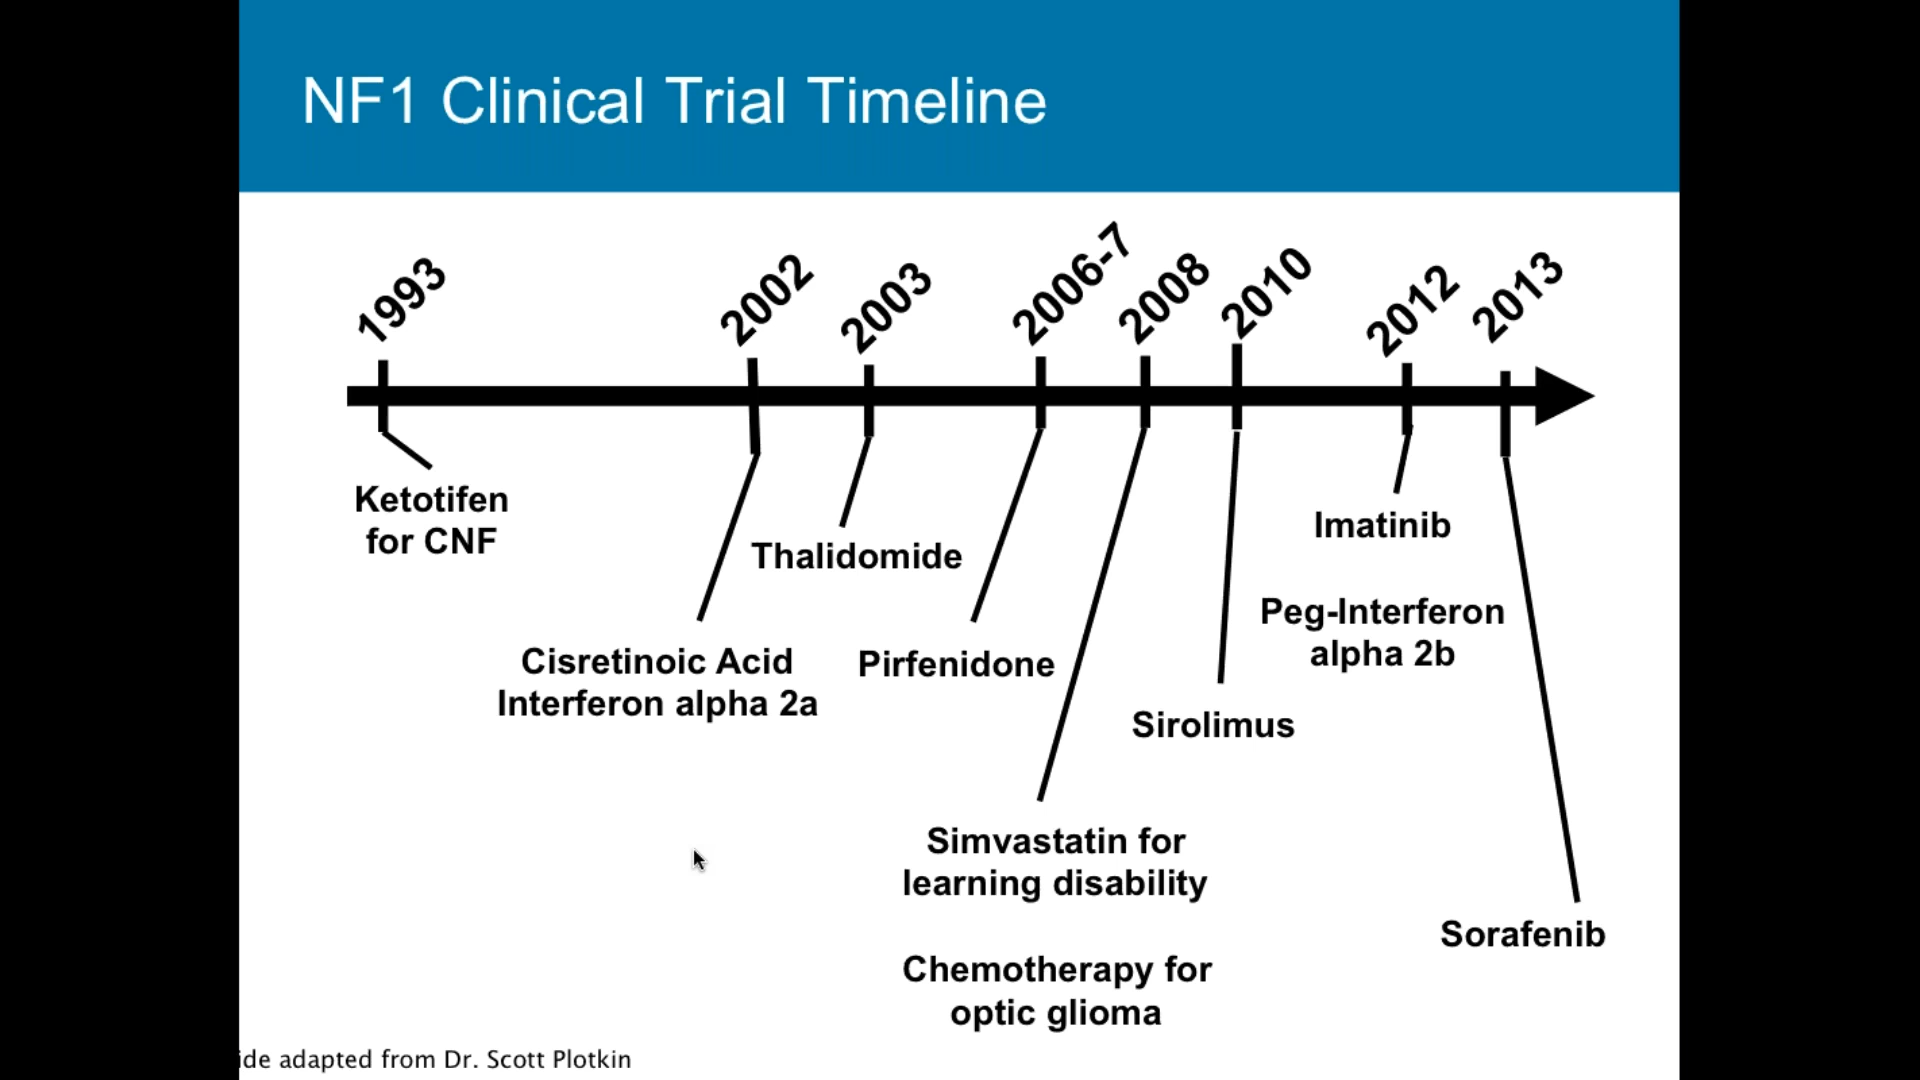 NF1 Clinical Trial Timeline
1993
2002
2003
2006-7
2008
2010
2012
2013
Ketotifen
for CNF
Cisretinoic Acid
Interferon alpha 2a
Thalidomide
Pirfenidone
Simvastatin for
learning disability
Chemotherapy for
optic glioma
Sirolimus
Imatinib
Peg-Interferon
alpha 2b
Sorafenib
ide adapted from Dr. Scott Plotkin